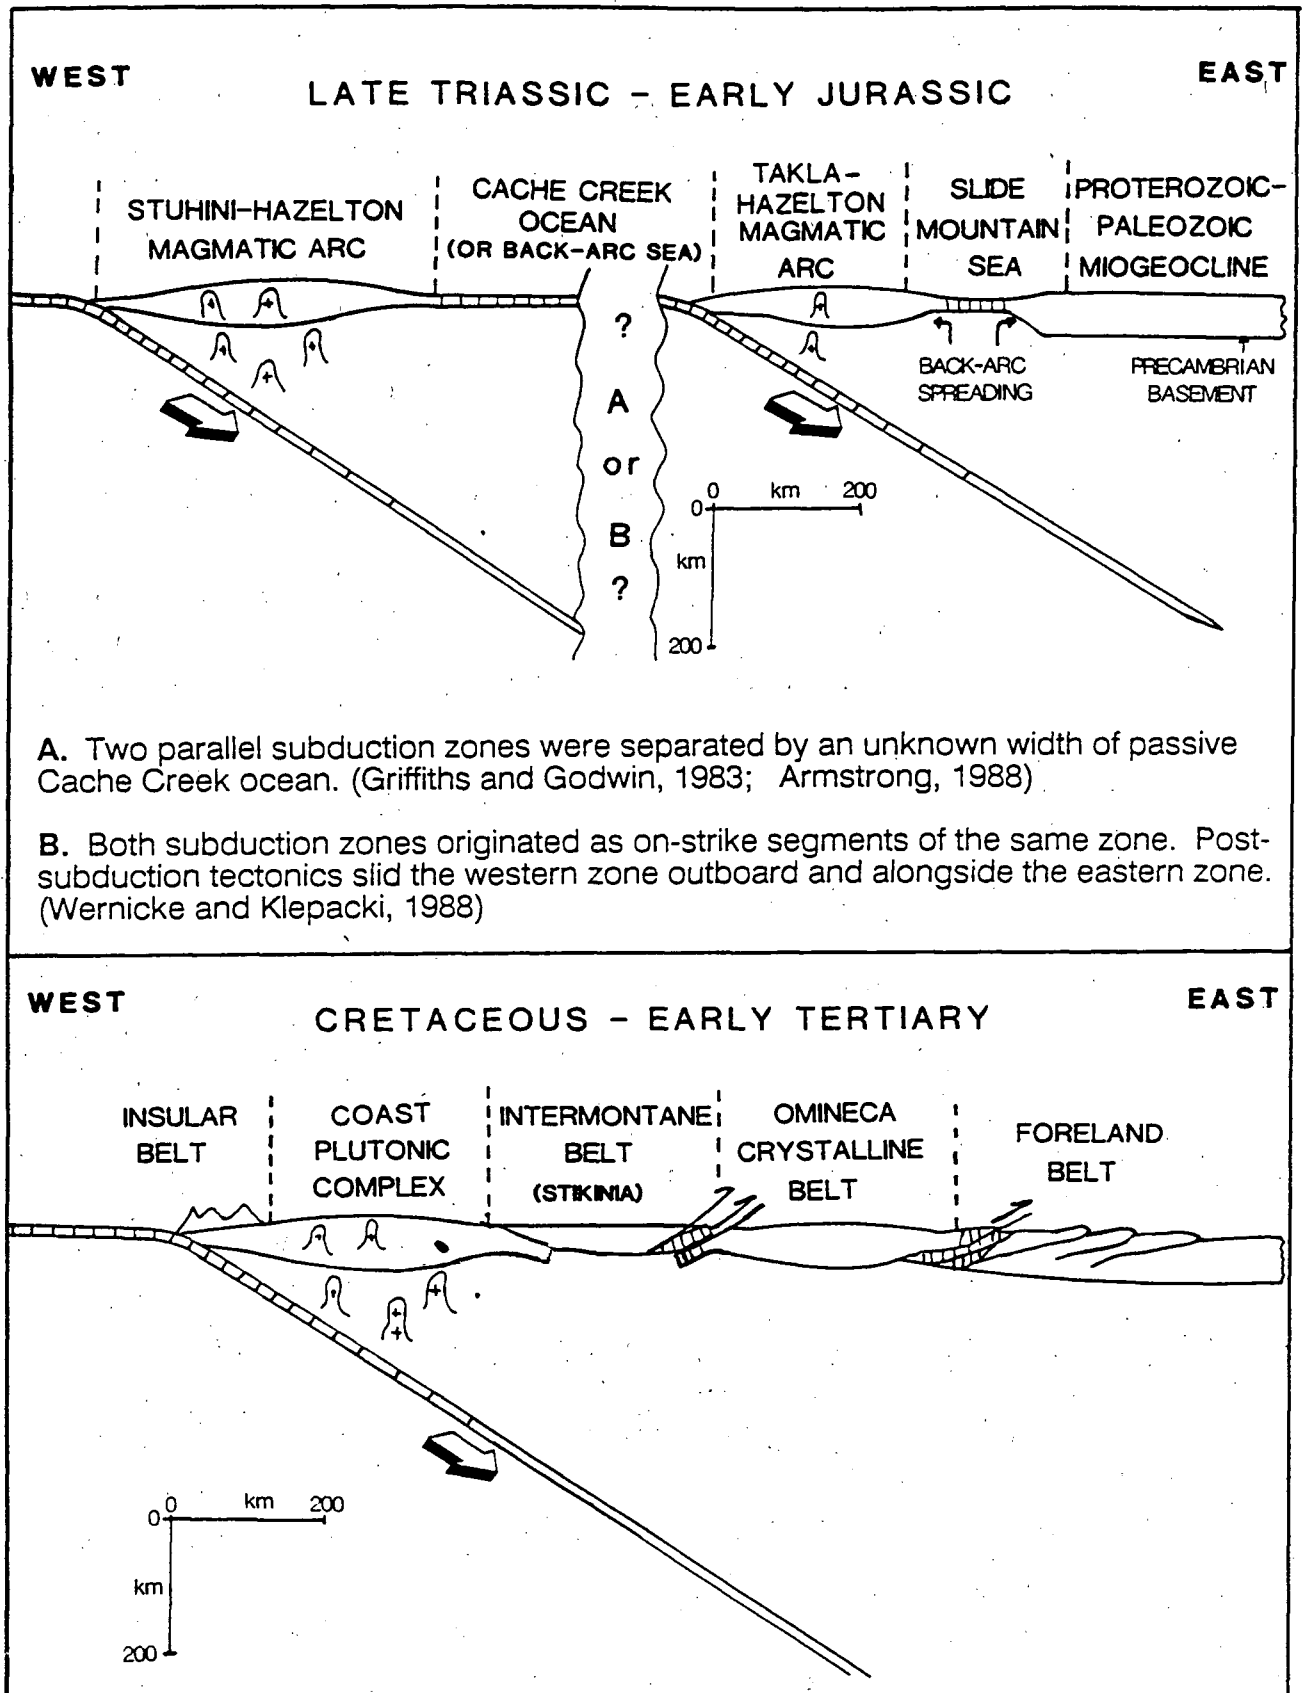 WEST
EAST
LATE TRIASSIC - EARLY JURASSIC
STUHINI-HAZELTON
MAGMATIC ARC
CACHE CREEK
OCEAN
(OR BACK-ARC SEA)
TAKLA-
HAZELTON
MAGMATIC
ARC
SLIDE
MOUNTAIN
SEA
PROTEROZOIC-
PALEOZOIC
MIOGEOCLINE
?
A
or
B
?
BACK-ARC
SPREADING
PRECAMBRIAN
BASEMENT
0 km 200
0
km
200
A. Two parallel subduction zones were separated by an unknown width of passive
Cache Creek ocean. (Griffiths and Godwin, 1983; Armstrong, 1988)
B. Both subduction zones originated as on-strike segments of the same zone. Post-
subduction tectonics slid the western zone outboard and alongside the eastern zone.
(Wernicke and Klepacki, 1988)
WEST
EAST
CRETACEOUS - EARLY TERTIARY
INSULAR
BELT
COAST
PLUTONIC
COMPLEX
INTERMONTANE
BELT
(STIKINIA)
OMINECA
CRYSTALLINE
BELT
FORELAND
BELT
0 km 200
0
km
200